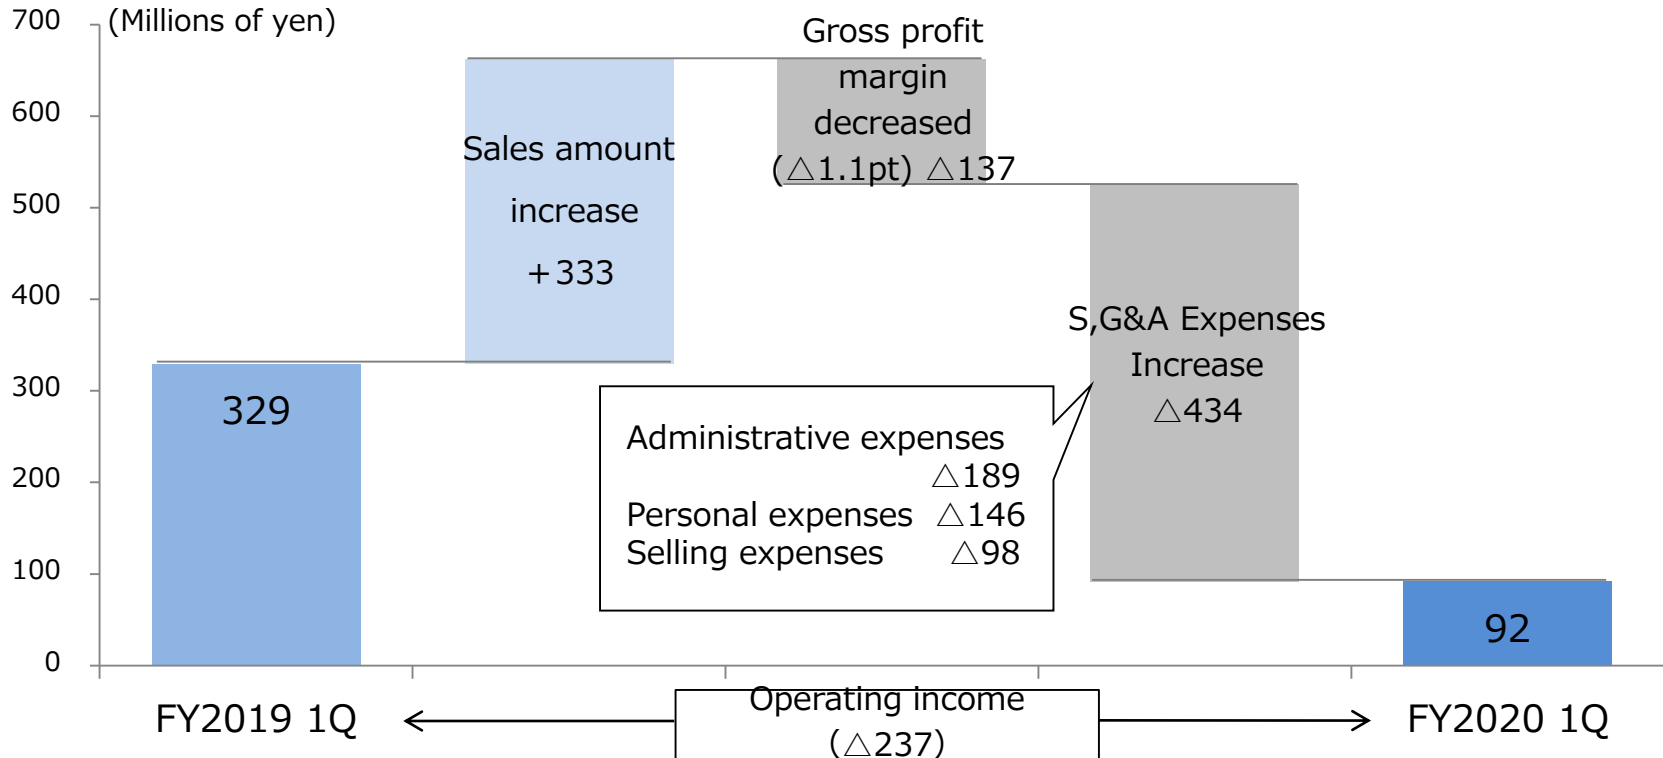 (Millions of yen)
700
600
500
400
300
200
100
0
329
Sales amount
increase
+333
Gross profit
margin
decreased
(△1.1pt) △137
S,G&A Expenses
Increase
△434
Administrative expenses
△189
Personal expenses △146
Selling expenses △98
92
FY2019 1Q
Operating income
(△237)
FY2020 1Q